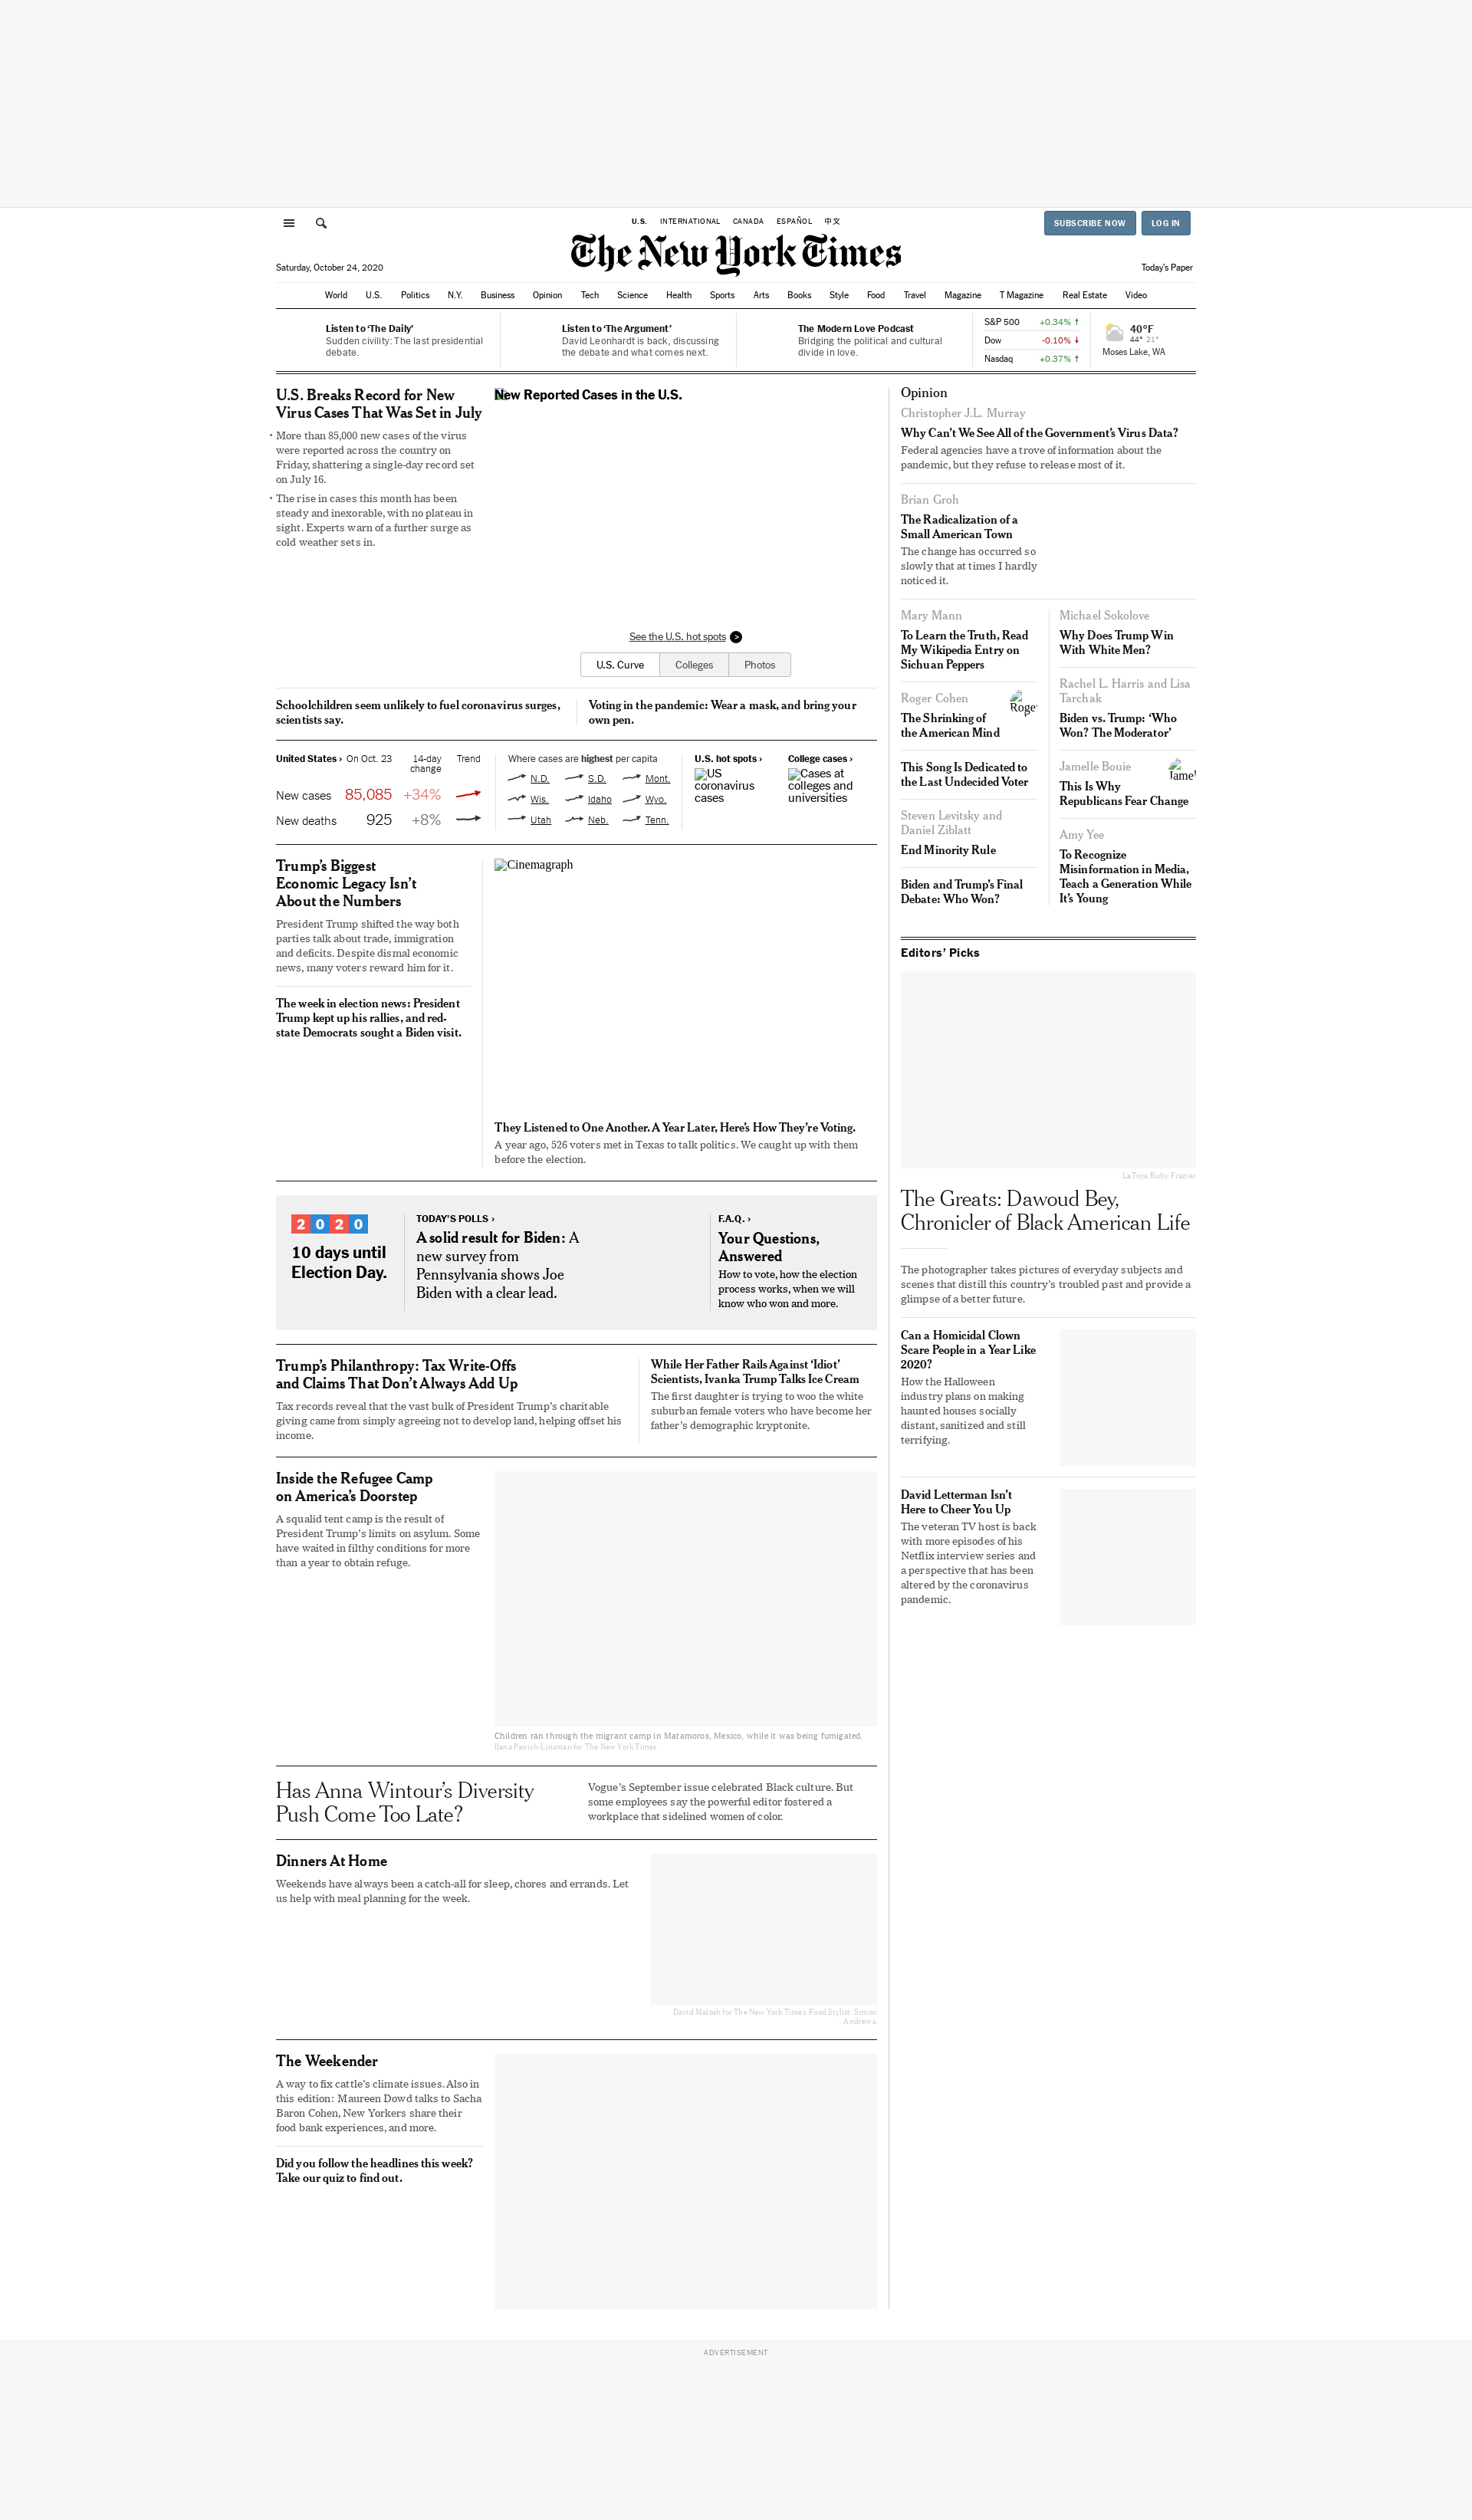 U.S. INTERNATIONAL CANADA ESPAÑOL 中文
SUBSCRIBE NOW LOG IN
The New York Times
Saturday, October 24, 2020
Today's Paper
World U.S. Politics N.Y. Business Opinion Tech Science Health Sports Arts Books Style Food Travel Magazine T Magazine Real Estate Video
Listen to ‘The Daily’
Sudden civility: The last presidential
debate.
Listen to ‘The Argument’
David Leonhardt is back, discussing
the debate and what comes next.
The Modern Love Podcast
Bridging the political and cultural
divide in love.
S&P 500 +0.34% ↑
Dow -0.10% ↓
Nasdaq +0.37% ↑
40°F
44° 21°
Moses Lake, WA
U.S. Breaks Record for New
Virus Cases That Was Set in July
• More than 85,000 new cases of the virus
were reported across the country on
Friday, shattering a single-day record set
on July 16.
• The rise in cases this month has been
steady and inexorable, with no plateau in
sight. Experts warn of a further surge as
cold weather sets in.
New Reported Cases in the U.S.
See the U.S. hot spots >
U.S. Curve Colleges Photos
Schoolchildren seem unlikely to fuel coronavirus surges,
scientists say.
Voting in the pandemic: Wear a mask, and bring your
own pen.
United States › On Oct. 23 14-day
change Trend
New cases 85,085 +34%
New deaths 925 +8%
Where cases are highest per capita
N.D. S.D. Mont.
Wis. Idaho Wyo.
Utah Neb. Tenn.
U.S. hot spots ›
US
coronavirus
cases
College cases ›
Cases at
colleges and
universities
Trump’s Biggest
Economic Legacy Isn’t
About the Numbers
President Trump shifted the way both
parties talk about trade, immigration
and deficits. Despite dismal economic
news, many voters reward him for it.
The week in election news: President
Trump kept up his rallies, and red-
state Democrats sought a Biden visit.
Cinemagraph
They Listened to One Another. A Year Later, Here’s How They’re Voting.
A year ago, 526 voters met in Texas to talk politics. We caught up with them
before the election.
2020
10 days until
Election Day.
TODAY’S POLLS ›
A solid result for Biden: A
new survey from
Pennsylvania shows Joe
Biden with a clear lead.
F.A.Q. ›
Your Questions,
Answered
How to vote, how the election
process works, when we will
know who won and more.
Trump’s Philanthropy: Tax Write-Offs
and Claims That Don’t Always Add Up
Tax records reveal that the vast bulk of President Trump’s charitable
giving came from simply agreeing not to develop land, helping offset his
income.
While Her Father Rails Against ‘Idiot’
Scientists, Ivanka Trump Talks Ice Cream
The first daughter is trying to woo the white
suburban female voters who have become her
father’s demographic kryptonite.
Inside the Refugee Camp
on America’s Doorstep
A squalid tent camp is the result of
President Trump’s limits on asylum. Some
have waited in filthy conditions for more
than a year to obtain refuge.
Children ran through the migrant camp in Matamoros, Mexico, while it was being fumigated.
Ilana Panich-Linsman for The New York Times
Has Anna Wintour’s Diversity
Push Come Too Late?
Vogue’s September issue celebrated Black culture. But
some employees say the powerful editor fostered a
workplace that sidelined women of color.
Dinners At Home
Weekends have always been a catch-all for sleep, chores and errands. Let
us help with meal planning for the week.
David Malosh for The New York Times. Food Stylist: Simon
Andrews.
The Weekender
A way to fix cattle’s climate issues. Also in
this edition: Maureen Dowd talks to Sacha
Baron Cohen, New Yorkers share their
food bank experiences, and more.
Did you follow the headlines this week?
Take our quiz to find out.
Opinion
Christopher J.L. Murray
Why Can’t We See All of the Government’s Virus Data?
Federal agencies have a trove of information about the
pandemic, but they refuse to release most of it.
Brian Groh
The Radicalization of a
Small American Town
The change has occurred so
slowly that at times I hardly
noticed it.
Mary Mann
To Learn the Truth, Read
My Wikipedia Entry on
Sichuan Peppers
Roger Cohen
Roger
The Shrinking of
the American Mind
This Song Is Dedicated to
the Last Undecided Voter
Steven Levitsky and
Daniel Ziblatt
End Minority Rule
Biden and Trump’s Final
Debate: Who Won?
Michael Sokolove
Why Does Trump Win
With White Men?
Rachel L. Harris and Lisa
Tarchak
Biden vs. Trump: ‘Who
Won? The Moderator’
Jamelle Bouie
This Is Why
Republicans Fear Change
Amy Yee
To Recognize
Misinformation in Media,
Teach a Generation While
It’s Young
Editors’ Picks
LaToya Ruby Frazier
The Greats: Dawoud Bey,
Chronicler of Black American Life
The photographer takes pictures of everyday subjects and
scenes that distill this country’s troubled past and provide a
glimpse of a better future.
Can a Homicidal Clown
Scare People in a Year Like
2020?
How the Halloween
industry plans on making
haunted houses socially
distant, sanitized and still
terrifying.
David Letterman Isn’t
Here to Cheer You Up
The veteran TV host is back
with more episodes of his
Netflix interview series and
a perspective that has been
altered by the coronavirus
pandemic.
ADVERTISEMENT